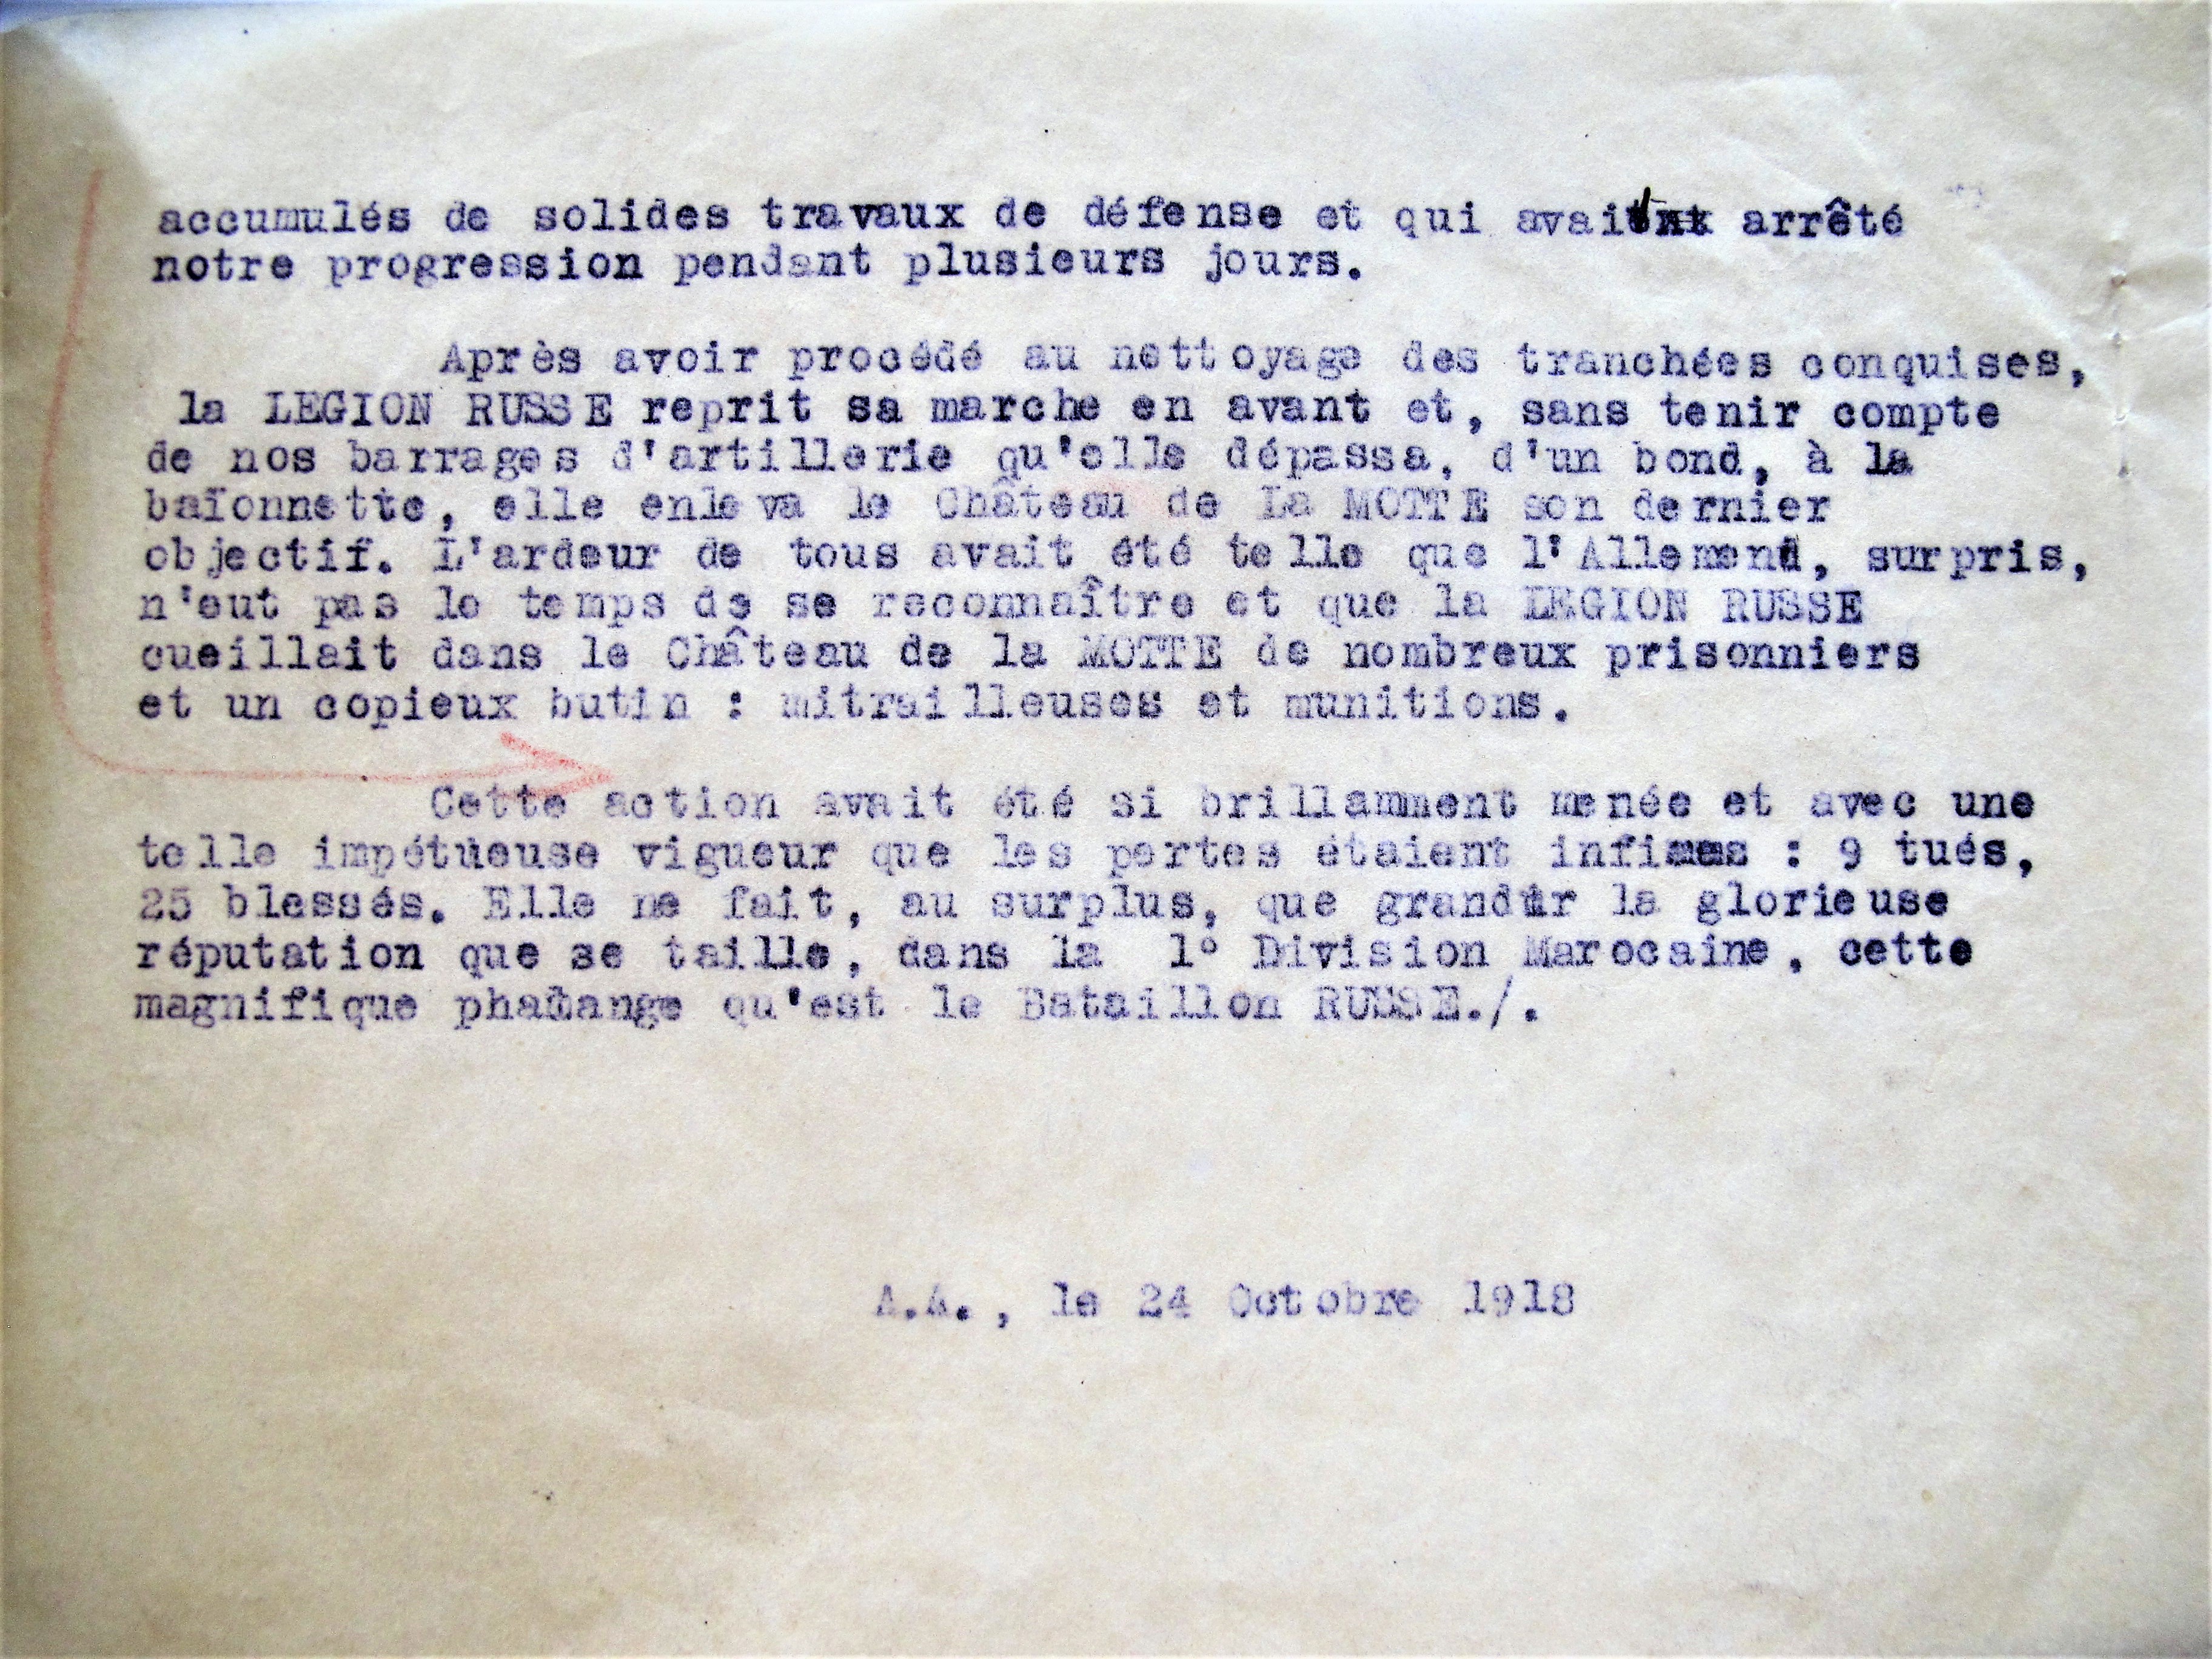 accumulés de solides travaux de défense et qui avait arrêté
notre progression pendant plusieurs jours.
Après avoir procédé au nettoyage des tranchées conquises,
la LEGION RUSSE reprit sa marche en avant et, sans tenir compte
de nos barrages d'artillerie qu'elle dépassa, d'un bond, à la
baïonnette, elle enleva le Château de La MOTTE son dernier
objectif. L'ardeur de tous avait été telle que l'Allemand, surpris,
n'eut pas le temps de se reconnaître et que la LEGION RUSSE
cueillait dans le Château de la MOTTE de nombreux prisonniers
et un copieux butin : mitrailleuses et munitions.
Cette action avait été si brillamment menée et avec une
telle impétueuse vigueur que les pertes étaient infimes : 9 tués,
25 blessés. Elle ne fait, au surplus, que grandir la glorieuse
réputation que se taille, dans la 1° Division Marocaine, cette
magnifique phalange qu'est le Bataillon RUSSE./.
A.A., le 24 Octobre 1918